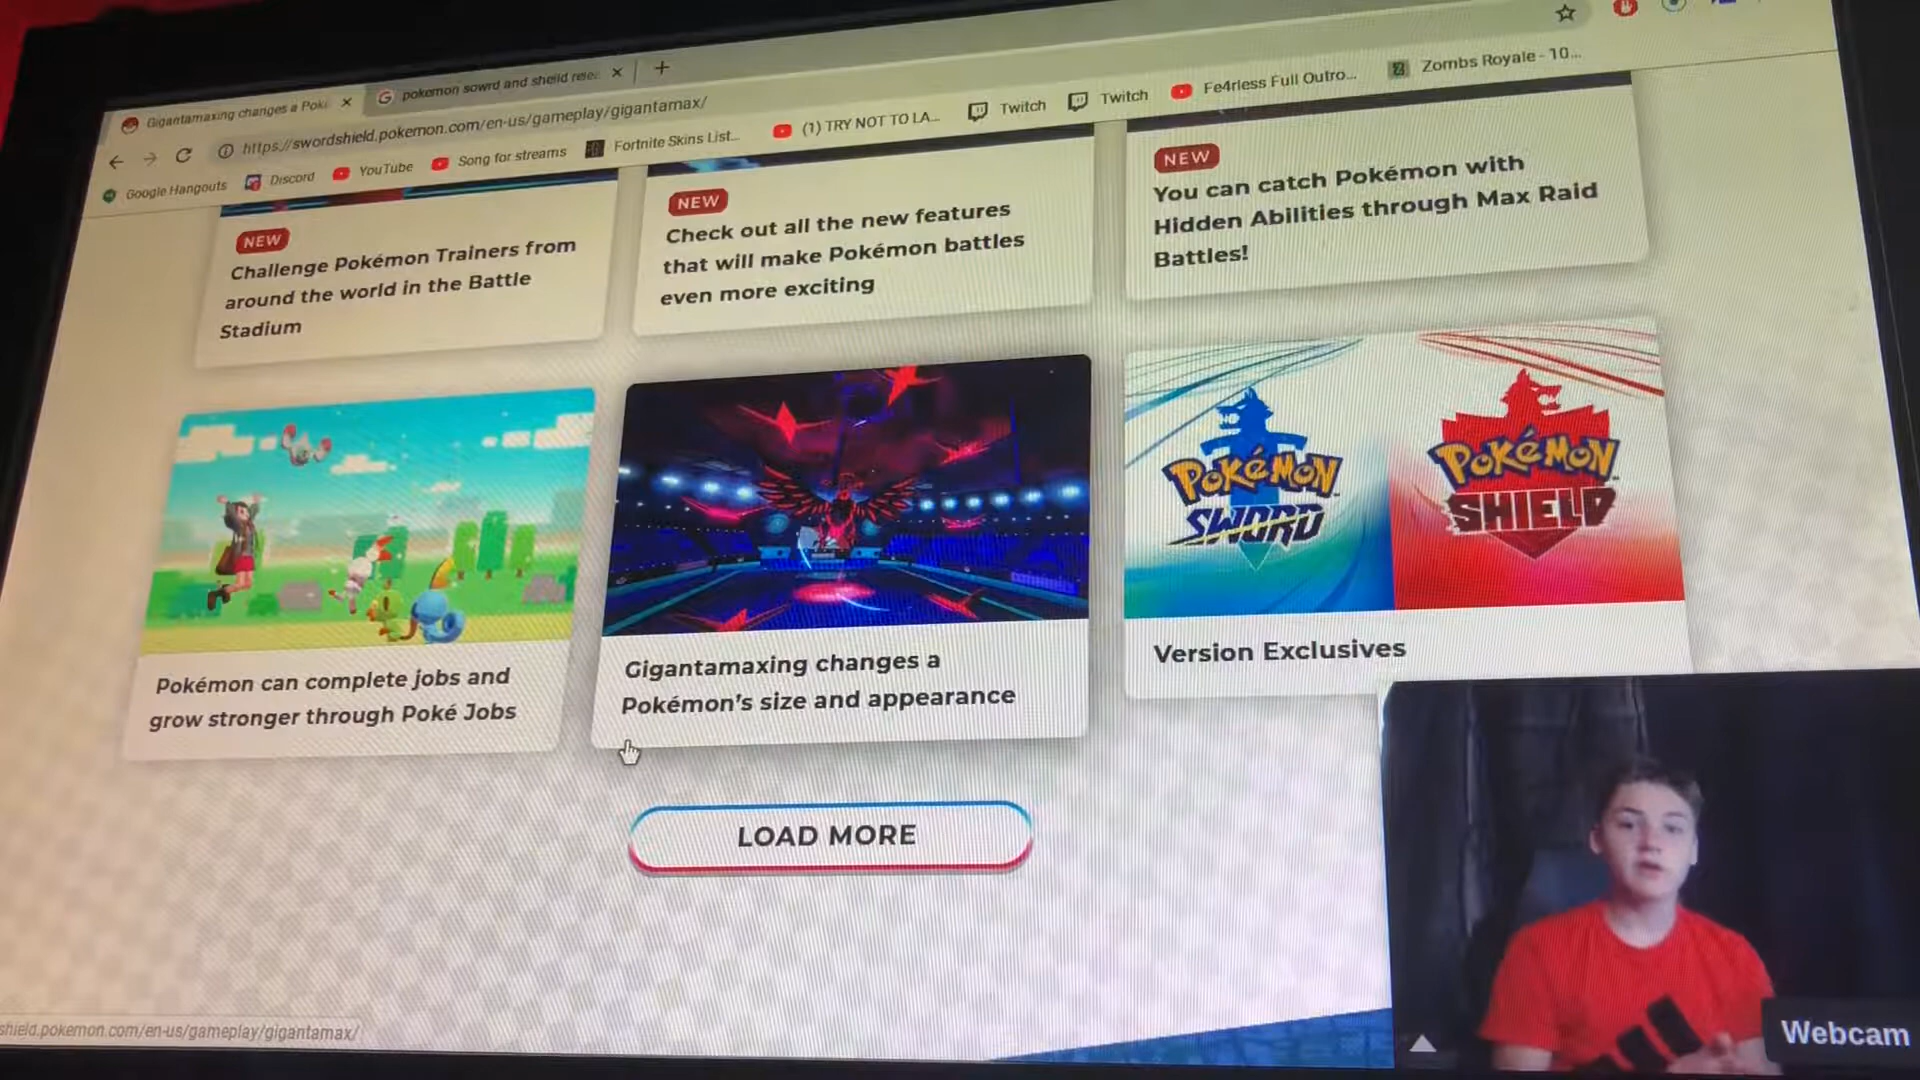 Gigantamaxing changes a Poké
pokemon sowrd and sheild relea
https://swordshield.pokemon.com/en-us/gameplay/gigantamax/
Google Hangouts
Discord
YouTube
Song for streams
Fortnite Skins List...
(1) TRY NOT TO LA...
Twitch
Twitch
Fe4rless Full Outro...
Zombs Royale - 10...
NEW
Challenge Pokémon Trainers from
around the world in the Battle
Stadium
NEW
Check out all the new features
that will make Pokémon battles
even more exciting
NEW
You can catch Pokémon with
Hidden Abilities through Max Raid
Battles!
POKéMON
SWORD
POKéMON
SHIELD
Pokémon can complete jobs and
grow stronger through Poké Jobs
Gigantamaxing changes a
Pokémon's size and appearance
Version Exclusives
LOAD MORE
shield.pokemon.com/en-us/gameplay/gigantamax/
Webcam